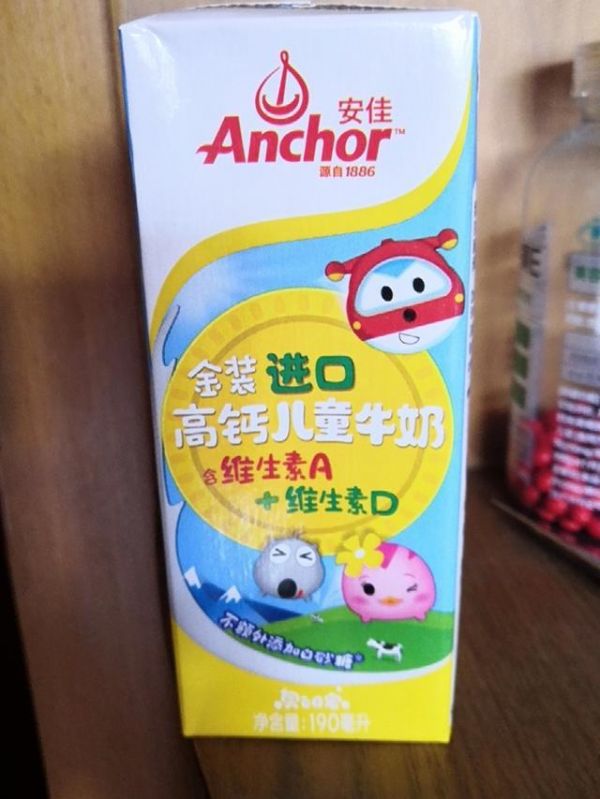 安佳
Anchor™
源自1886
金装 进口
高钙儿童牛奶
含维生素A
+维生素D
不额外添加白砂糖
净含量:190毫升